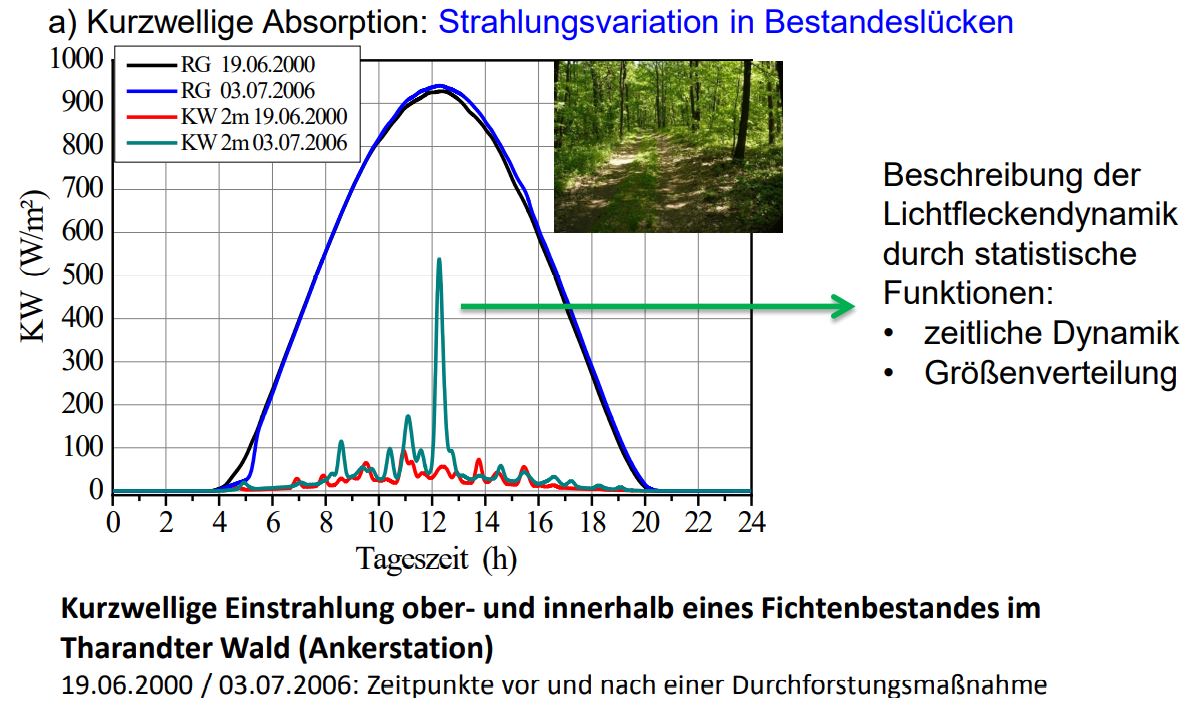 a) Kurzwellige Absorption: Strahlungsvariation in Bestandeslücken
1000
900
800
700
600
500
400
300
200
100
0
KW (W/m²)
RG 19.06.2000
RG 03.07.2006
KW 2m 19.06.2000
KW 2m 03.07.2006
0 2 4 6 8 10 12 14 16 18 20 22 24
Tageszeit (h)
Beschreibung der
Lichtfleckendynamik
durch statistische
Funktionen:
• zeitliche Dynamik
• Größenverteilung
Kurzwellige Einstrahlung ober- und innerhalb eines Fichtenbestandes im
Tharandter Wald (Ankerstation)
19.06.2000 / 03.07.2006: Zeitpunkte vor und nach einer Durchforstungsmaßnahme